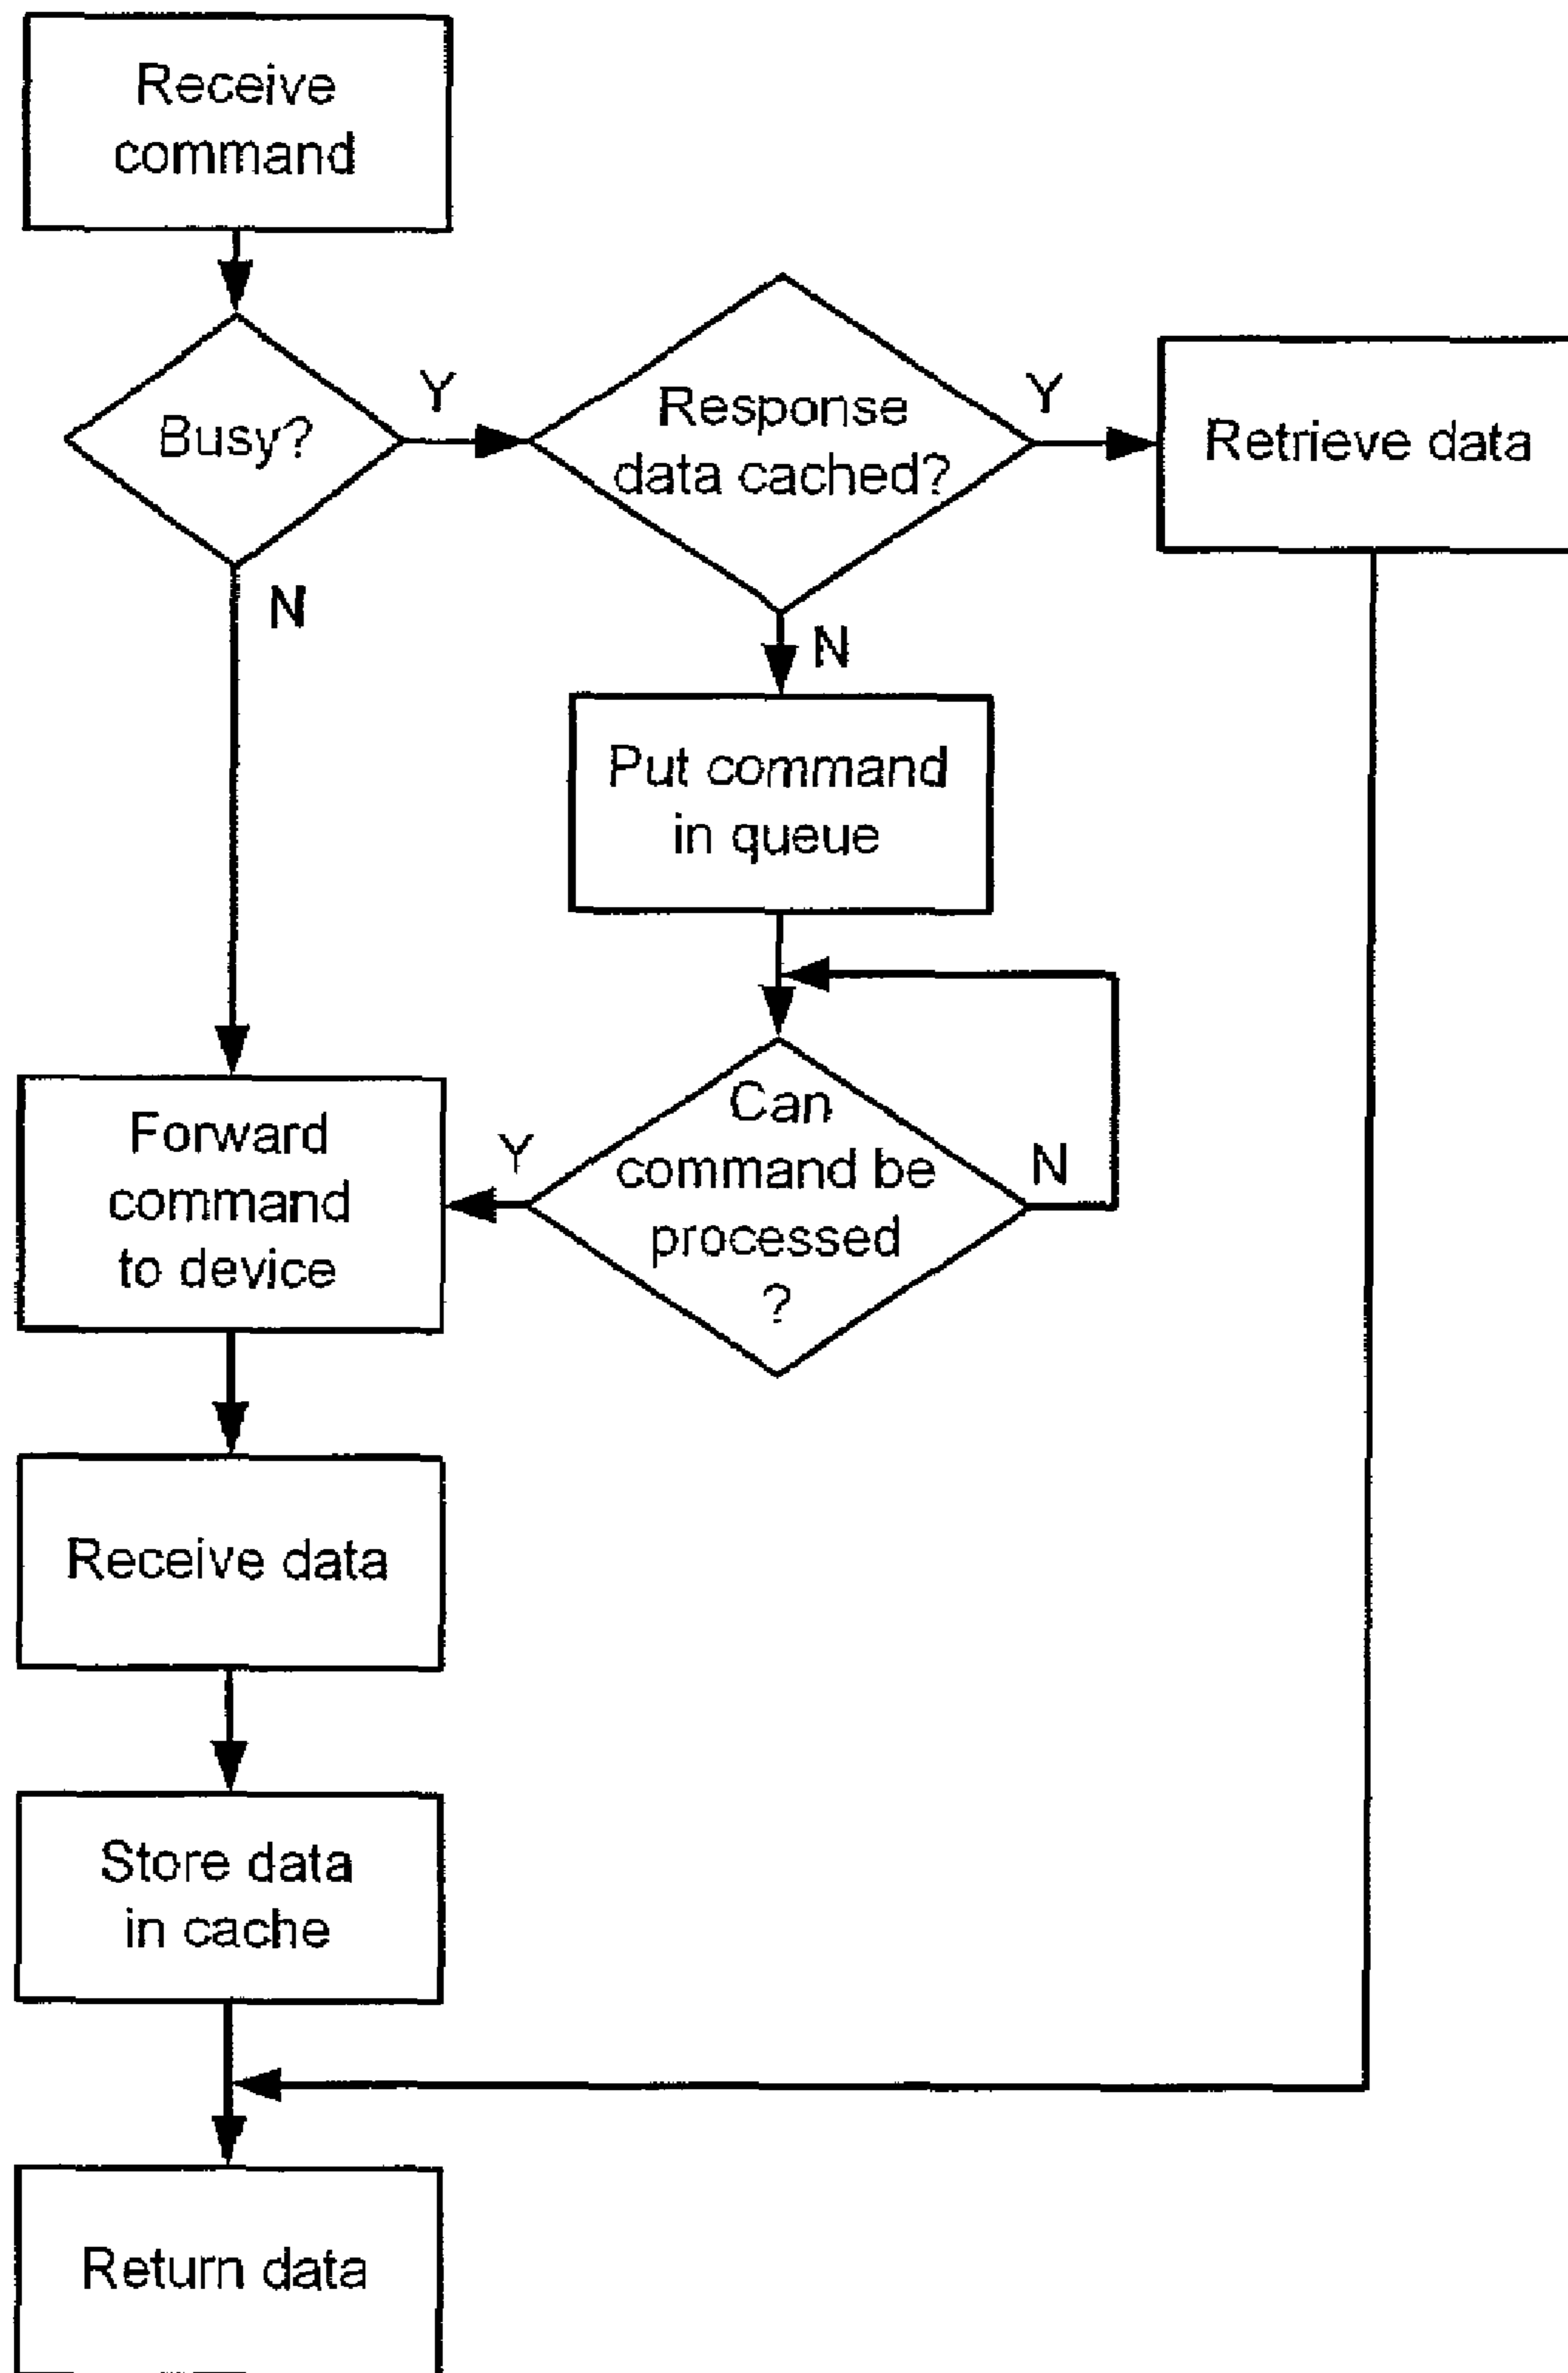 Receive
command
Busy?
Y
N
Response
data cached?
Y
N
Retrieve data
Put command
in queue
Can
command be
processed
?
Y
N
Forward
command
to device
Receive data
Store data
in cache
Return data